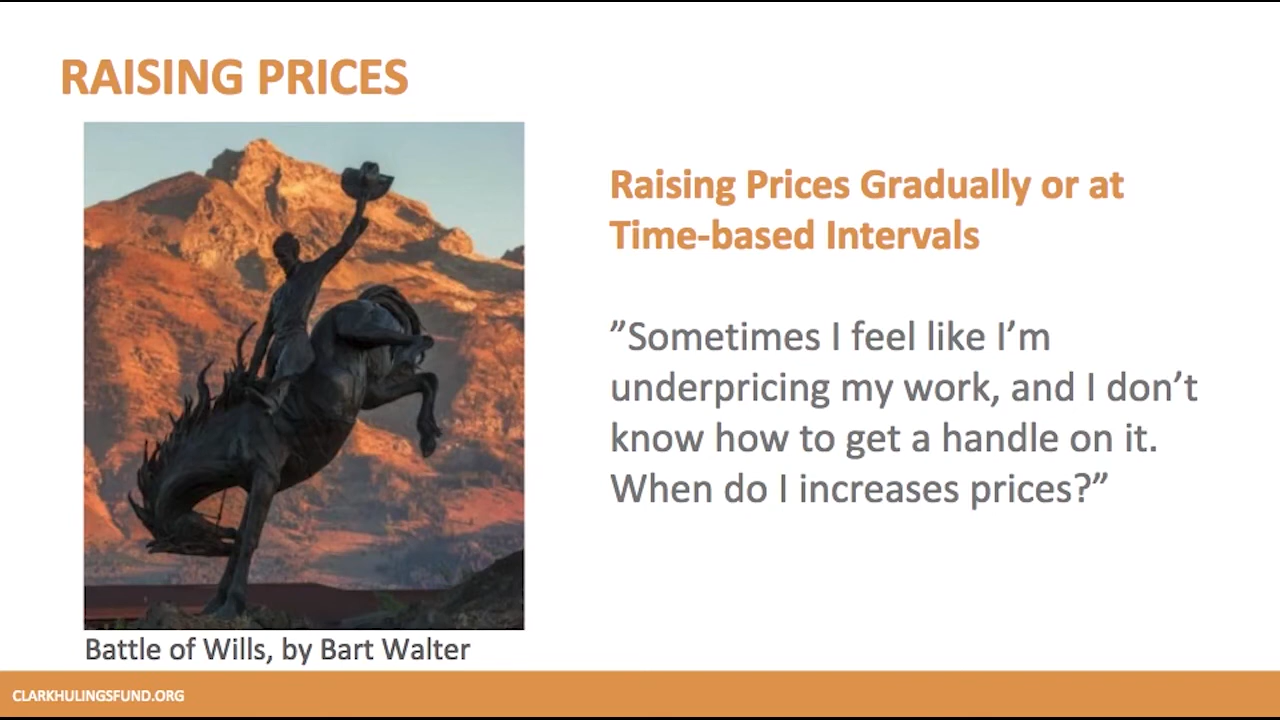 RAISING PRICES
Raising Prices Gradually or at
Time-based Intervals
”Sometimes I feel like I’m
underpricing my work, and I don’t
know how to get a handle on it.
When do I increases prices?”
Battle of Wills, by Bart Walter
CLARKHULINGSFUND.ORG